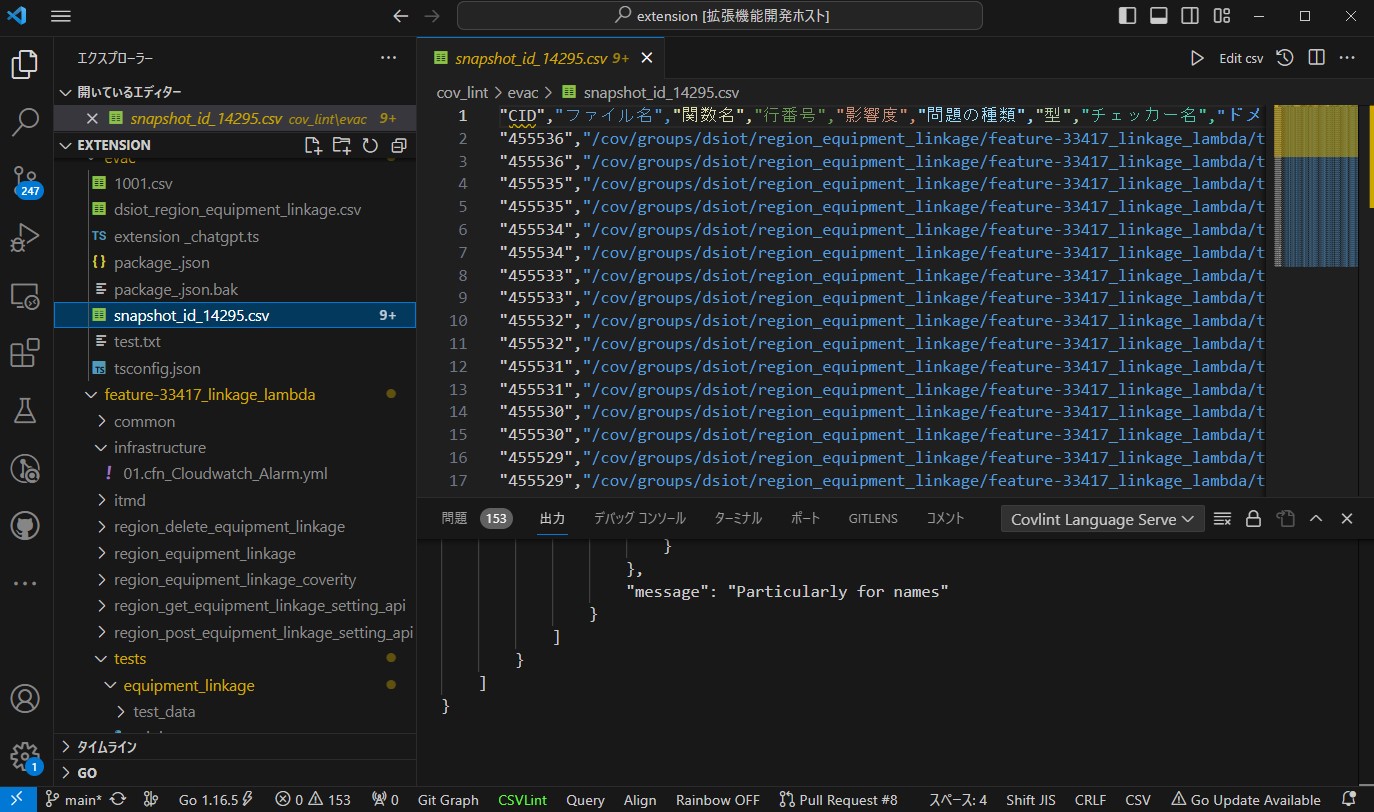 extension [拡張機能開発ホスト]
エクスプローラー
開いているエディター
snapshot_id_14295.csv cov_lint\evac 9+
EXTENSION
evac
1001.csv
dsiot_region_equipment_linkage.csv
TS extension _chatgpt.ts
{} package_.json
package_.json.bak
snapshot_id_14295.csv 9+
test.txt
TS tsconfig.json
feature-33417_linkage_lambda
common
infrastructure
! 01.cfn_Cloudwatch_Alarm.yml
itmd
region_delete_equipment_linkage
region_equipment_linkage
region_equipment_linkage_coverity
region_get_equipment_linkage_setting_api
region_post_equipment_linkage_setting_api
tests
equipment_linkage
test_data
タイムライン
GO
247
1
snapshot_id_14295.csv 9+
Edit csv
cov_lint > evac > snapshot_id_14295.csv
1 "CID","ファイル名","関数名","行番号","影響度","問題の種類","型","チェッカー名","ドメ
2 "455536","/cov/groups/dsiot/region_equipment_linkage/feature-33417_linkage_lambda/t
3 "455536","/cov/groups/dsiot/region_equipment_linkage/feature-33417_linkage_lambda/t
4 "455535","/cov/groups/dsiot/region_equipment_linkage/feature-33417_linkage_lambda/t
5 "455535","/cov/groups/dsiot/region_equipment_linkage/feature-33417_linkage_lambda/t
6 "455534","/cov/groups/dsiot/region_equipment_linkage/feature-33417_linkage_lambda/t
7 "455534","/cov/groups/dsiot/region_equipment_linkage/feature-33417_linkage_lambda/t
8 "455533","/cov/groups/dsiot/region_equipment_linkage/feature-33417_linkage_lambda/t
9 "455533","/cov/groups/dsiot/region_equipment_linkage/feature-33417_linkage_lambda/t
10 "455532","/cov/groups/dsiot/region_equipment_linkage/feature-33417_linkage_lambda/t
11 "455532","/cov/groups/dsiot/region_equipment_linkage/feature-33417_linkage_lambda/t
12 "455531","/cov/groups/dsiot/region_equipment_linkage/feature-33417_linkage_lambda/t
13 "455531","/cov/groups/dsiot/region_equipment_linkage/feature-33417_linkage_lambda/t
14 "455530","/cov/groups/dsiot/region_equipment_linkage/feature-33417_linkage_lambda/t
15 "455530","/cov/groups/dsiot/region_equipment_linkage/feature-33417_linkage_lambda/t
16 "455529","/cov/groups/dsiot/region_equipment_linkage/feature-33417_linkage_lambda/t
17 "455529","/cov/groups/dsiot/region_equipment_linkage/feature-33417_linkage_lambda/t
問題 153 出力 デバッグ コンソール ターミナル ポート GITLENS コメント Covlint Language Serve
}
},
"message": "Particularly for names"
}
]
}
]
}
main* Go 1.16.5 0 153 0 Git Graph CSVLint Query Align Rainbow OFF Pull Request #8 スペース: 4 Shift JIS CRLF CSV Go Update Available